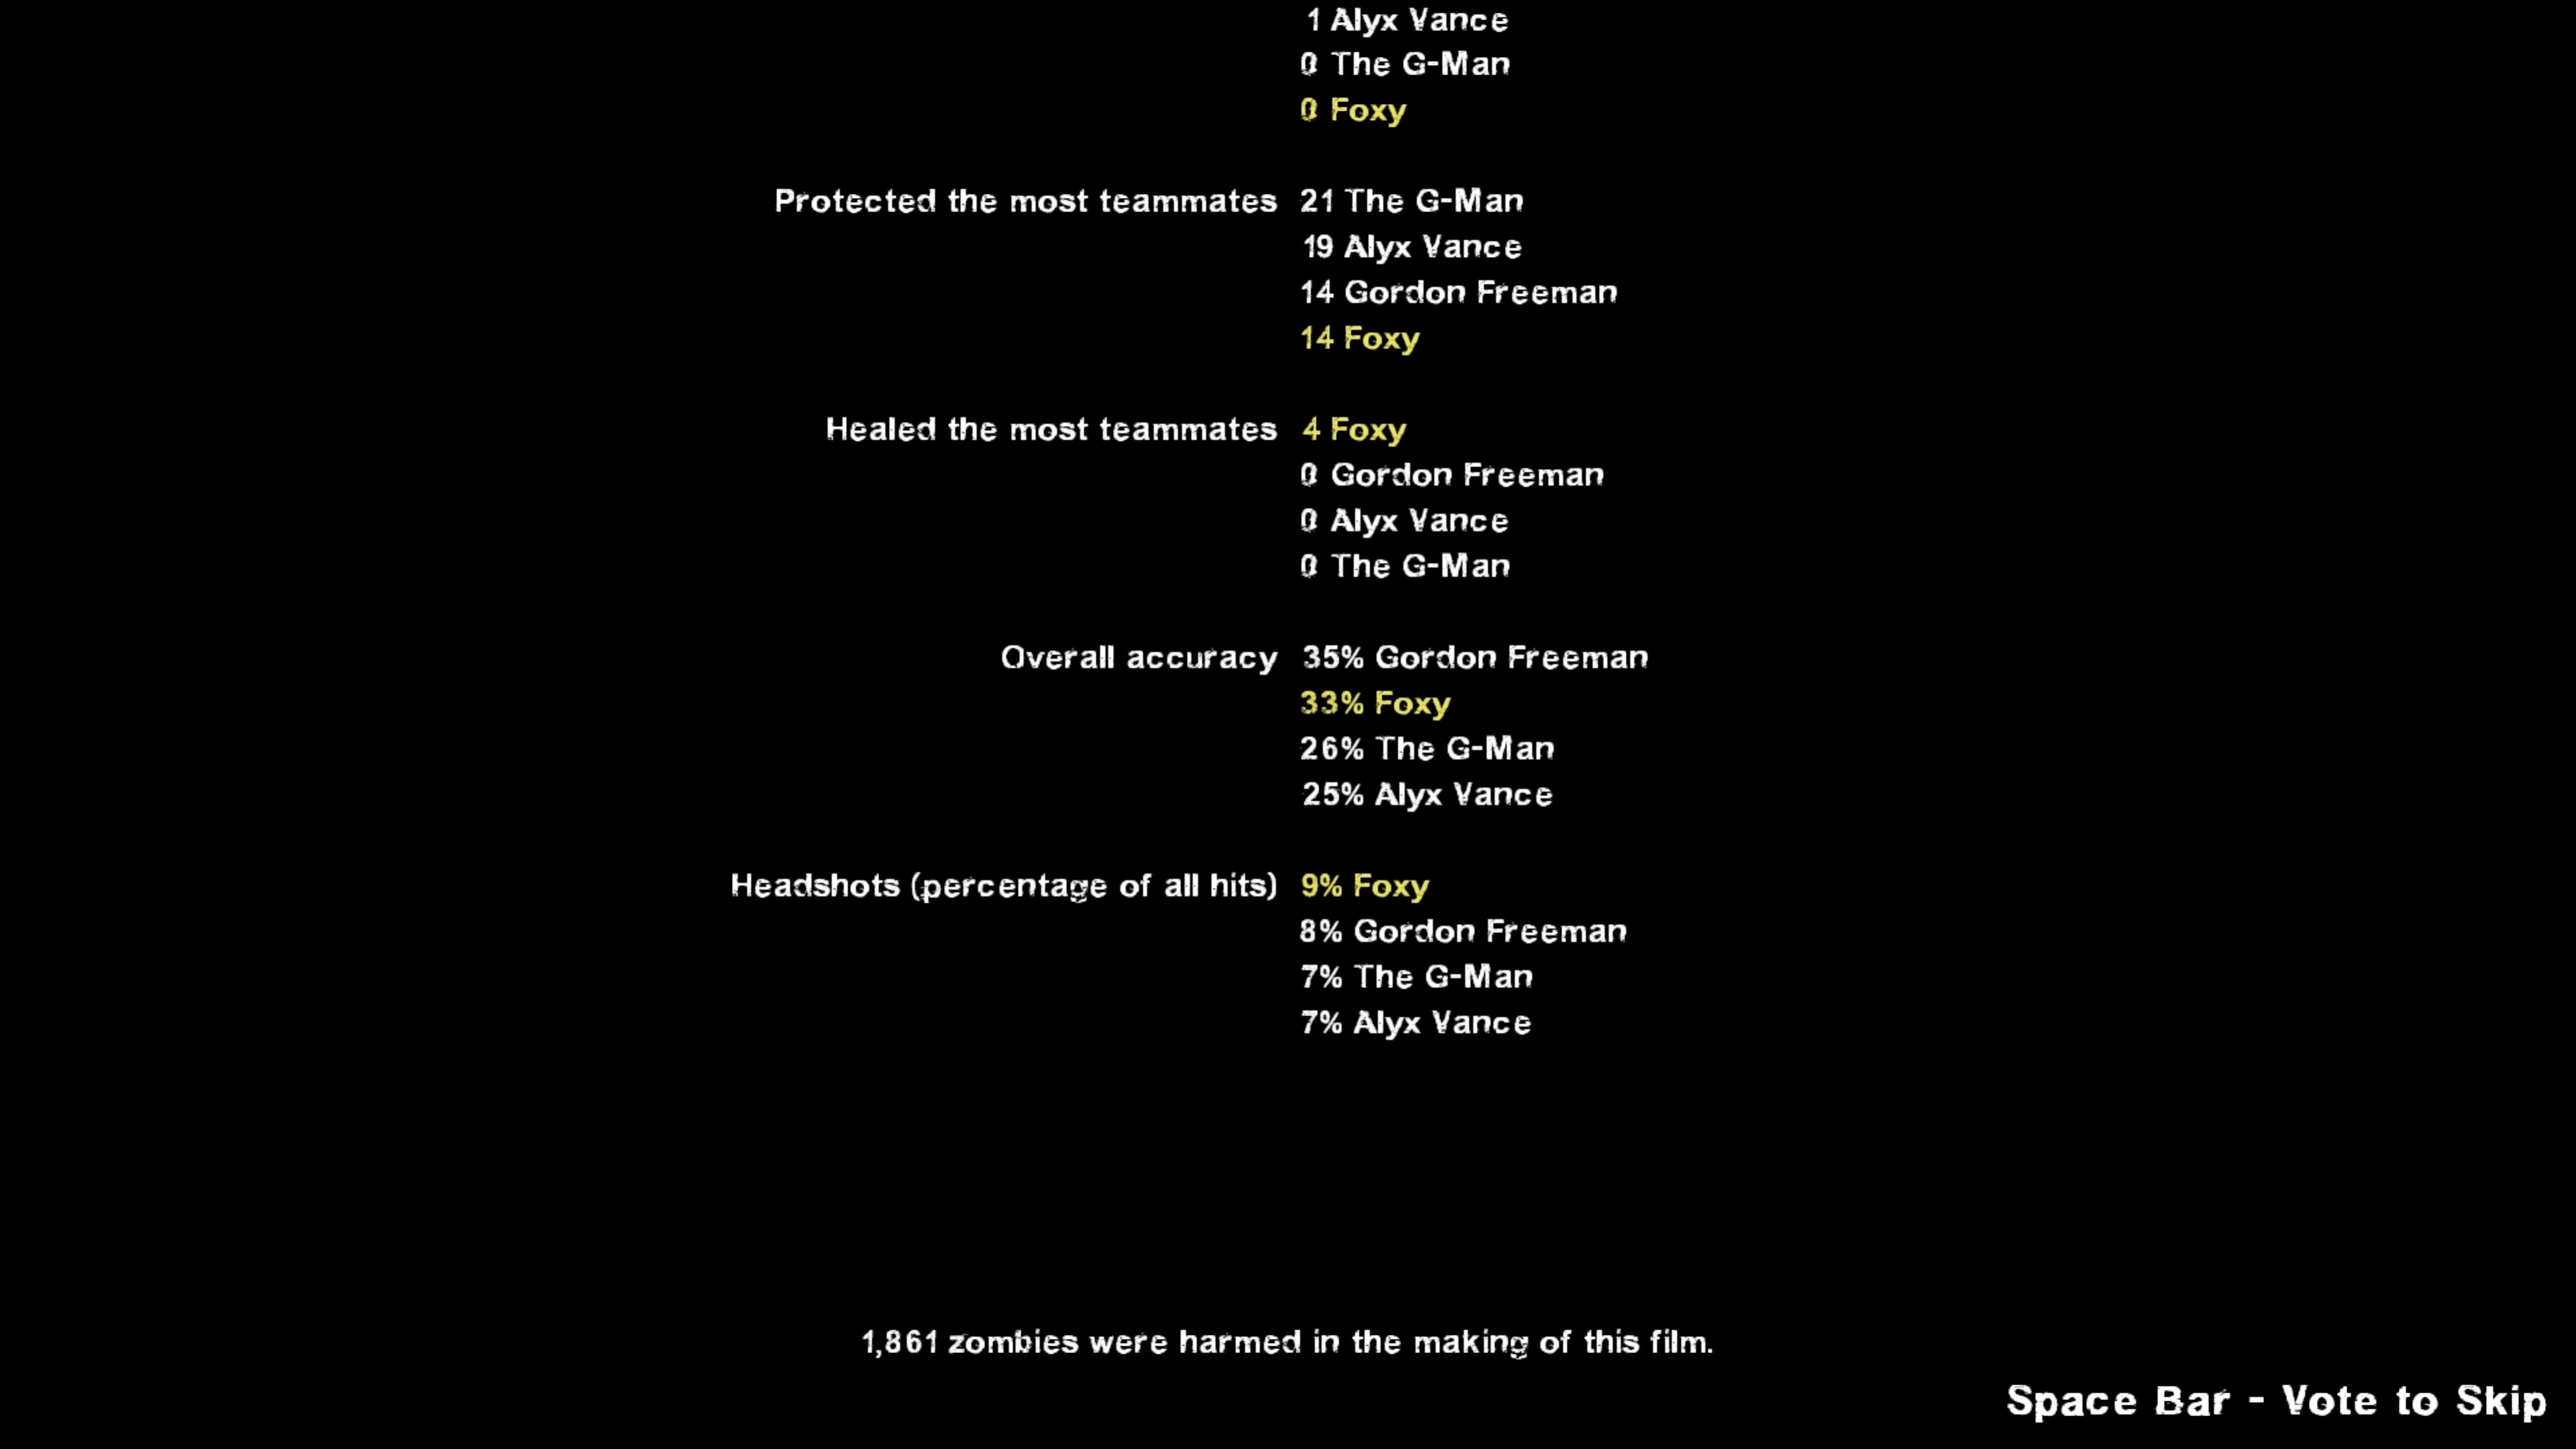 1 Alyx Vance
0 The G-Man
0 Foxy
Protected the most teammates 21 The G-Man
19 Alyx Vance
14 Gordon Freeman
14 Foxy
Healed the most teammates 4 Foxy
0 Gordon Freeman
0 Alyx Vance
0 The G-Man
Overall accuracy 35% Gordon Freeman
33% Foxy
26% The G-Man
25% Alyx Vance
Headshots (percentage of all hits) 9% Foxy
8% Gordon Freeman
7% The G-Man
7% Alyx Vance
1,861 zombies were harmed in the making of this film.
Space Bar - Vote to Skip